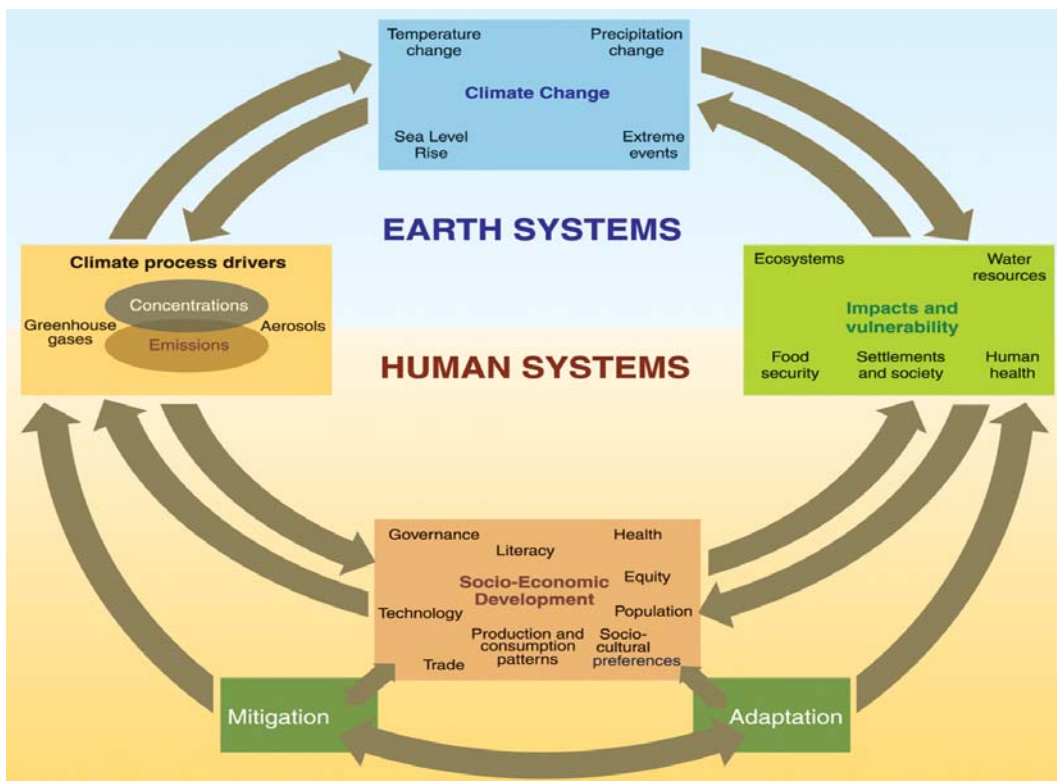 Temperature
change
Precipitation
change
Climate Change
Sea Level
Rise
Extreme
events
EARTH SYSTEMS
Climate process drivers
Concentrations
Greenhouse
gases
Aerosols
Emissions
Ecosystems
Water
resources
Impacts and
vulnerability
Food
security
Settlements
and society
Human
health
HUMAN SYSTEMS
Governance
Literacy
Health
Socio-Economic
Development
Equity
Technology
Population
Production and
consumption
patterns
Socio-
cultural
preferences
Trade
Mitigation
Adaptation